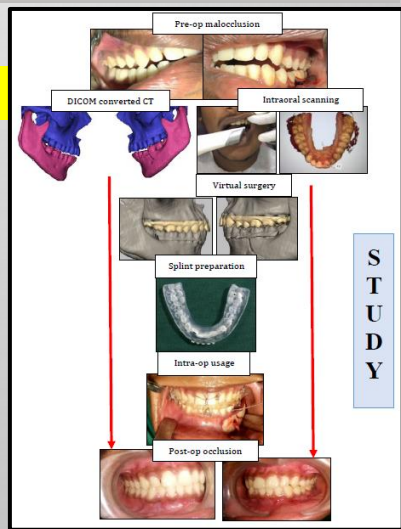 Pre-op malocclusion
DICOM converted CT
Intraoral scanning
Virtual surgery
Splint preparation
S
T
U
D
Y
Intra-op usage
Post-op occlusion